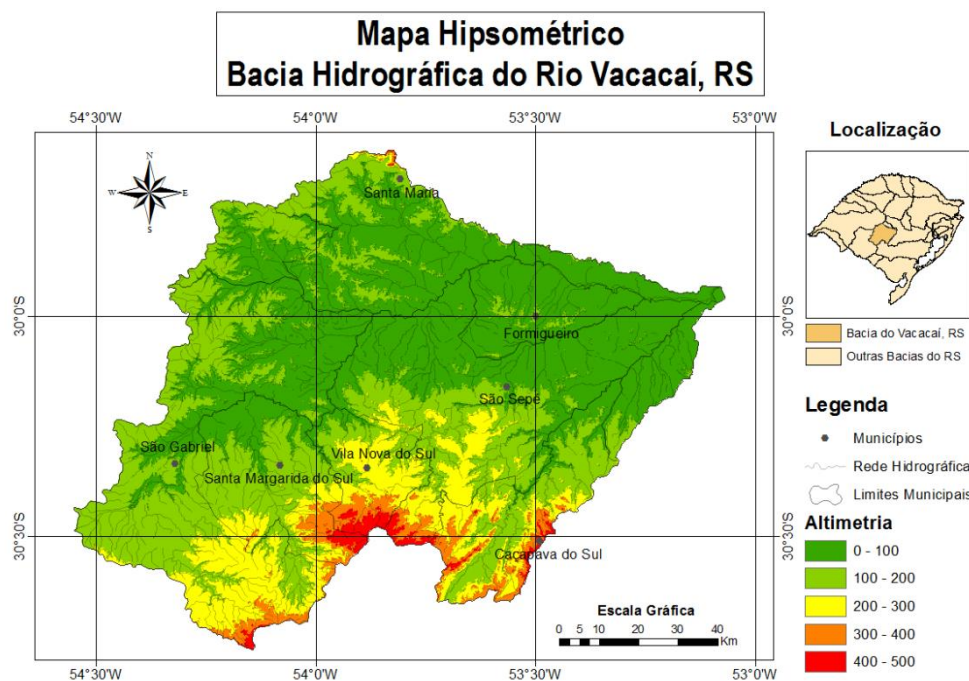 Mapa Hipsométrico
Bacia Hidrográfica do Rio Vacacaí, RS
54°30'W
54°0'W
53°30'W
53°0'W
N
W
E
S
Santa Maria
30°0'S
30°0'S
Formigueiro
São Sepé
São Gabriel
Vila Nova do Sul
Santa Margarida do Sul
30°30'S
30°30'S
Caçapava do Sul
Escala Gráfica
0 5 10 20 30 40
Km
54°30'W
54°0'W
53°30'W
53°0'W
Localização
Bacia do Vacacaí, RS
Outras Bacias do RS
Legenda
Municípios
Rede Hidrográfica
Limites Municipais
Altimetria
0 - 100
100 - 200
200 - 300
300 - 400
400 - 500